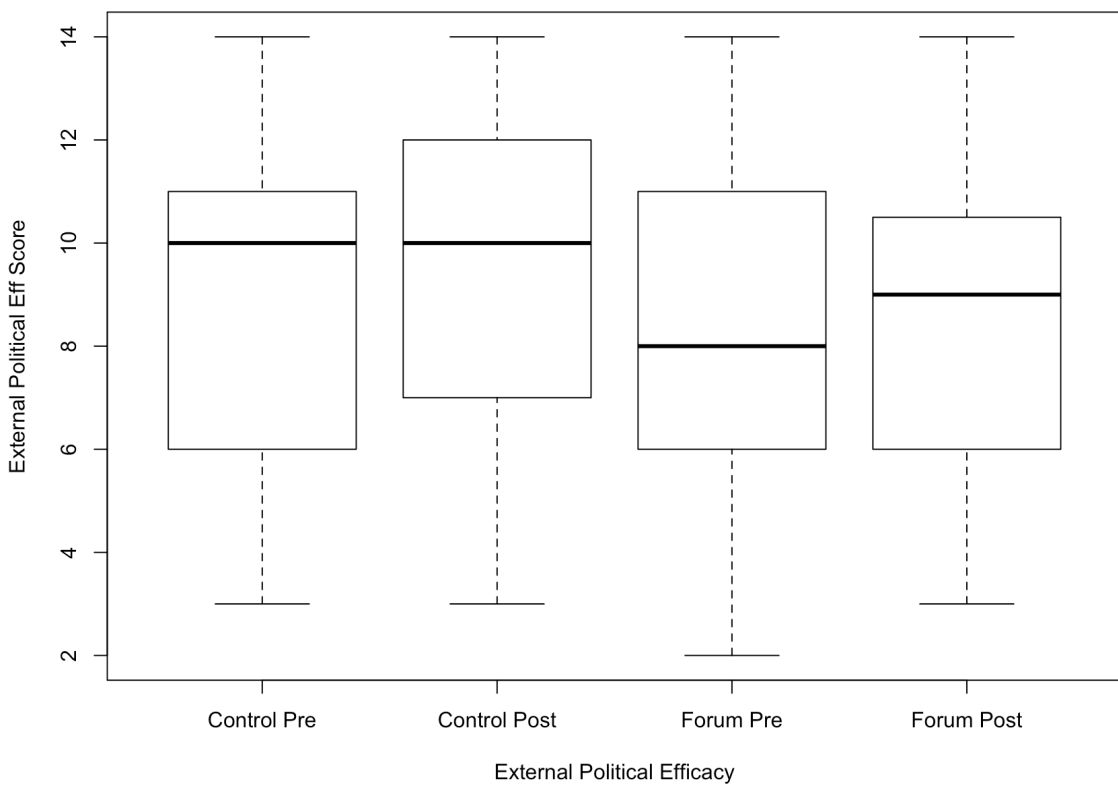 External Political Eff Score
14
12
10
8
6
4
2
Control Pre
Control Post
Forum Pre
Forum Post
External Political Efficacy